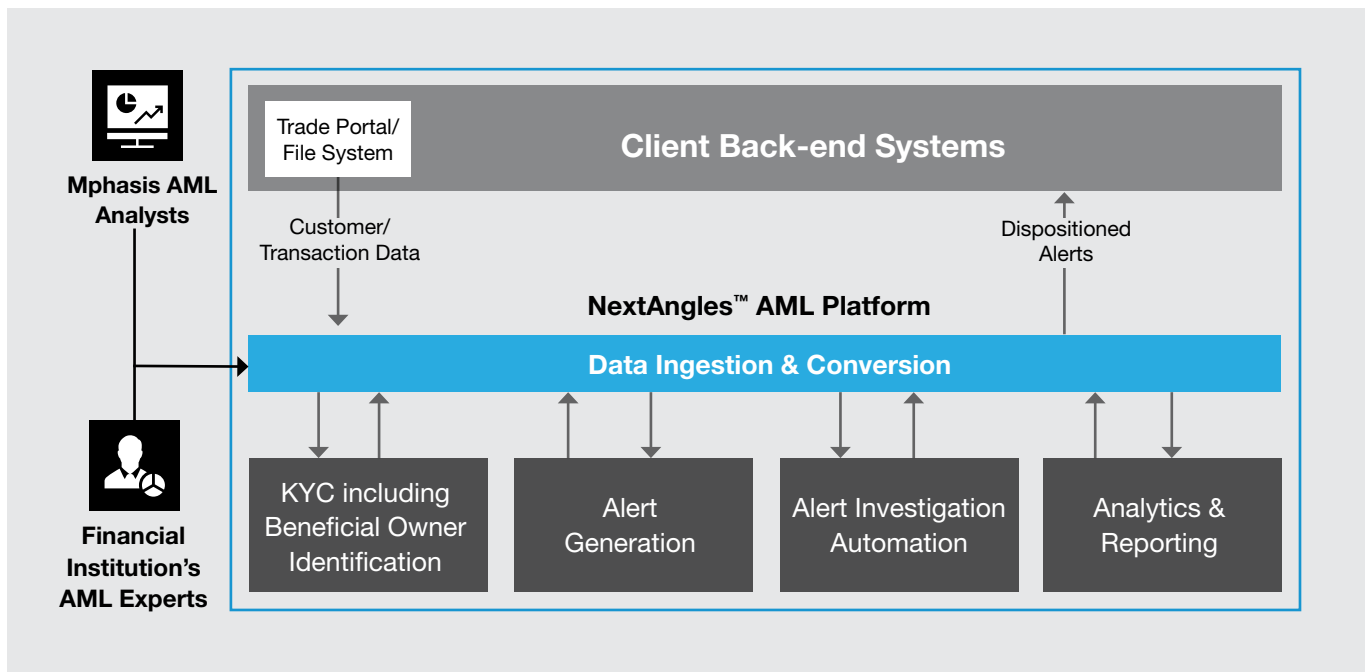 Mphasis AML
Analysts
Financial
Institution’s
AML Experts
Trade Portal/
File System
Client Back-end Systems
Customer/
Transaction Data
Dispositioned
Alerts
NextAngles™ AML Platform
Data Ingestion & Conversion
KYC including
Beneficial Owner
Identification
Alert
Generation
Alert Investigation
Automation
Analytics &
Reporting